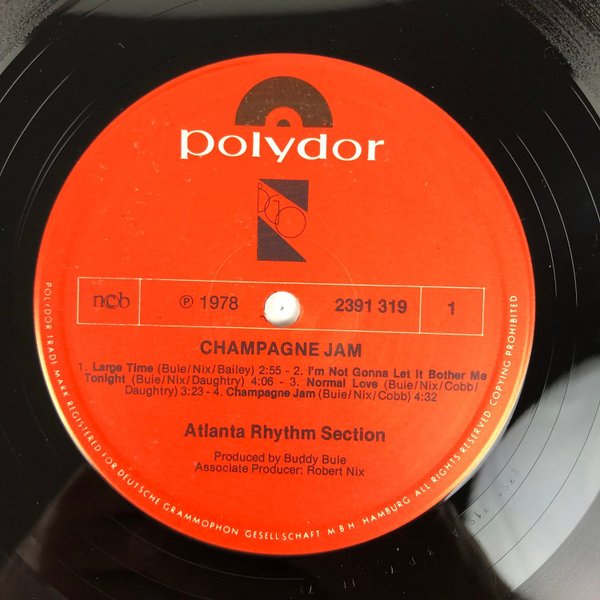 polydor
BGO
ncb
℗ 1978
2391 319
1
CHAMPAGNE JAM
1. Large Time (Buie/Nix/Bailey) 2:55 - 2. I'm Not Gonna Let It Bother Me
Tonight (Buie/Nix/Daughtry) 4:06 - 3. Normal Love (Buie/Nix/Cobb/
Daughtry) 3:23 - 4. Champagne Jam (Buie/Nix/Cobb) 4:32
Atlanta Rhythm Section
Produced by Buddy Buie
Associate Producer: Robert Nix
POLYDOR TRADE MARK REGISTERED FOR DEUTSCHE GRAMMOPHON GESELLSCHAFT M B H. HAMBURG ALL RIGHTS RESERVED COPYING PROHIBITED